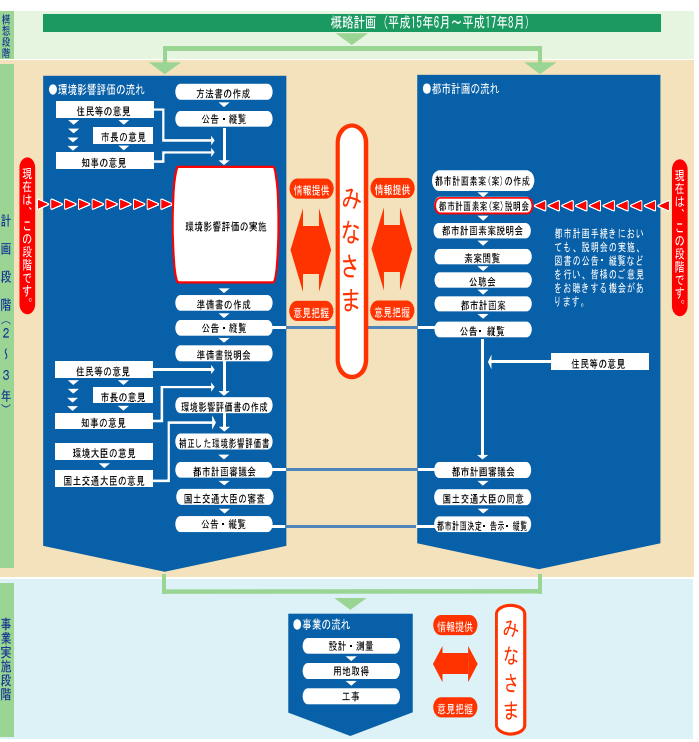 構想段階
概略計画（平成15年6月～平成17年8月）
計画段階（2～3年）
●環境影響評価の流れ
方法書の作成
公告・縦覧
住民等の意見
市長の意見
知事の意見
現在は、この段階です。
環境影響評価の実施
準備書の作成
公告・縦覧
準備書説明会
住民等の意見
市長の意見
知事の意見
環境影響評価書の作成
環境大臣の意見
国土交通大臣の意見
補正した環境影響評価書
都市計画審議会
国土交通大臣の審査
公告・縦覧
情報提供
意見把握
みなさま
情報提供
意見把握
●都市計画の流れ
都市計画素案(案)の作成
都市計画素案(案)説明会
都市計画素案説明会
素案閲覧
公聴会
都市計画案
公告・縦覧
都市計画手続きにおい
ても、説明会の実施、
図書の公告・縦覧など
を行い、皆様のご意見
をお聴きする機会があ
ります。
現在は、この段階です。
住民等の意見
都市計画審議会
国土交通大臣の同意
都市計画決定・告示・縦覧
事業実施段階
●事業の流れ
設計・測量
用地取得
工事
情報提供
意見把握
みなさま